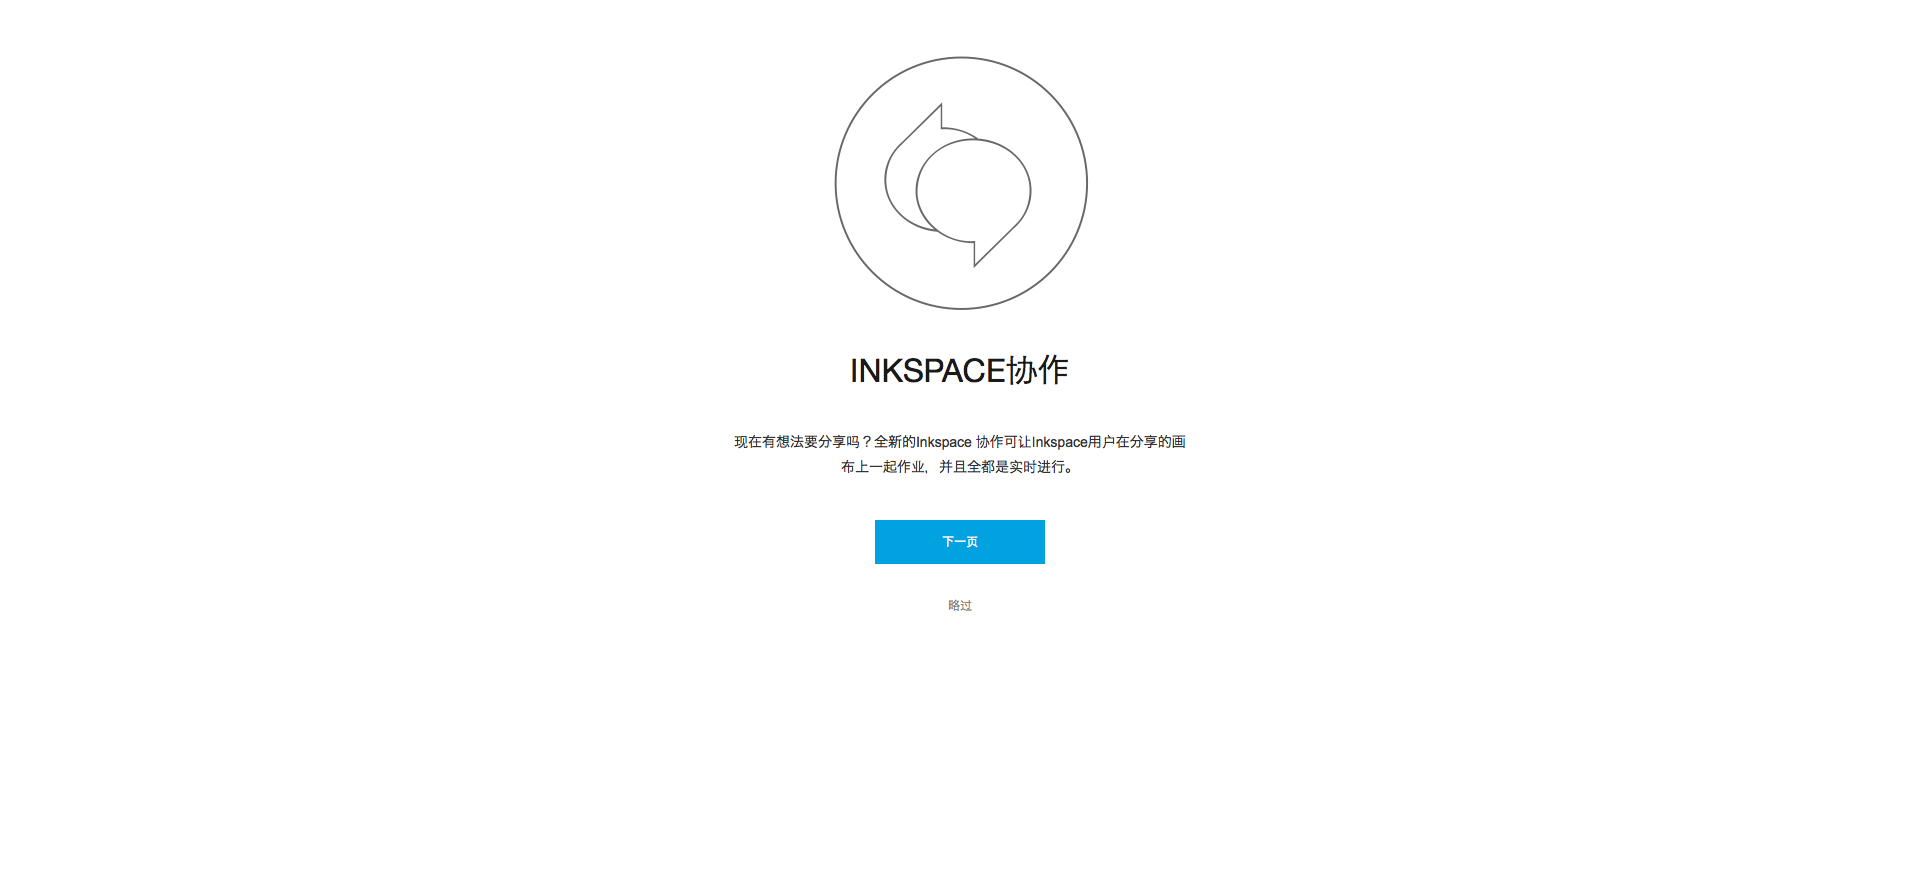 INKSPACE协作
现在有想法要分享吗？全新的Inkspace 协作可让Inkspace用户在分享的画
布上一起作业，并且全都是实时进行。
下一页
略过